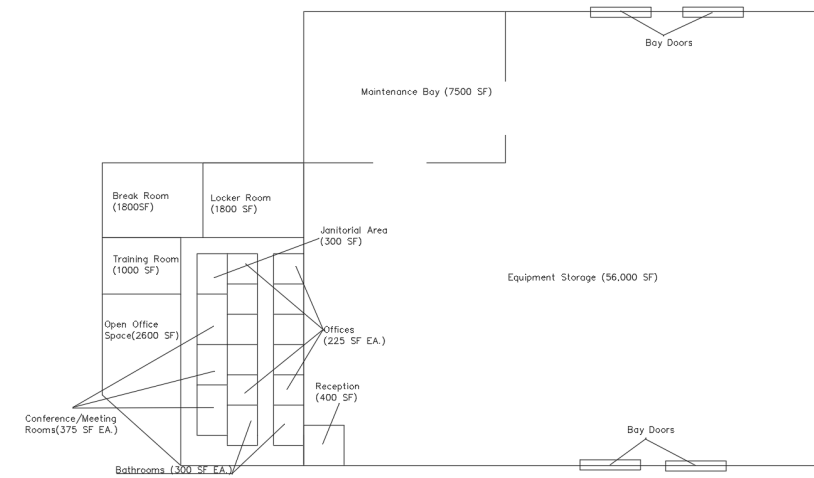 Bay Doors
Maintenance Bay (7500 SF)
Break Room
(1800SF)
Locker Room
(1800 SF)
Janitorial Area
(300 SF)
Training Room
(1000 SF)
Equipment Storage (56,000 SF)
Open Office
Space(2600 SF)
Offices
(225 SF EA.)
Reception
(400 SF)
Conference/Meeting
Rooms(375 SF EA.)
Bay Doors
Bathrooms (300 SF EA.)